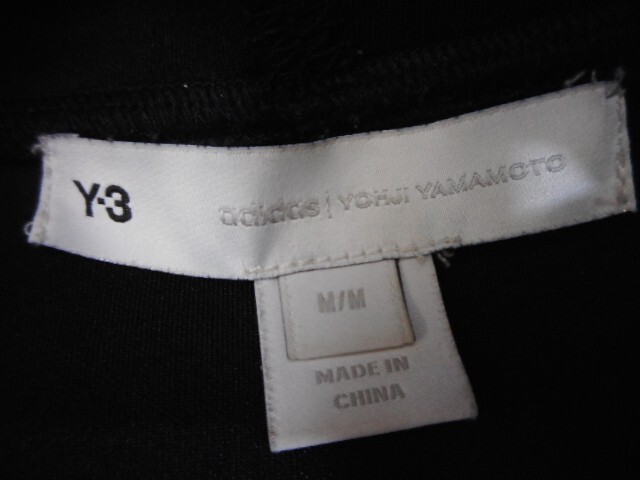 Y-3 adidas | YOHJI YAMAMOTO
M/M
MADE IN
CHINA